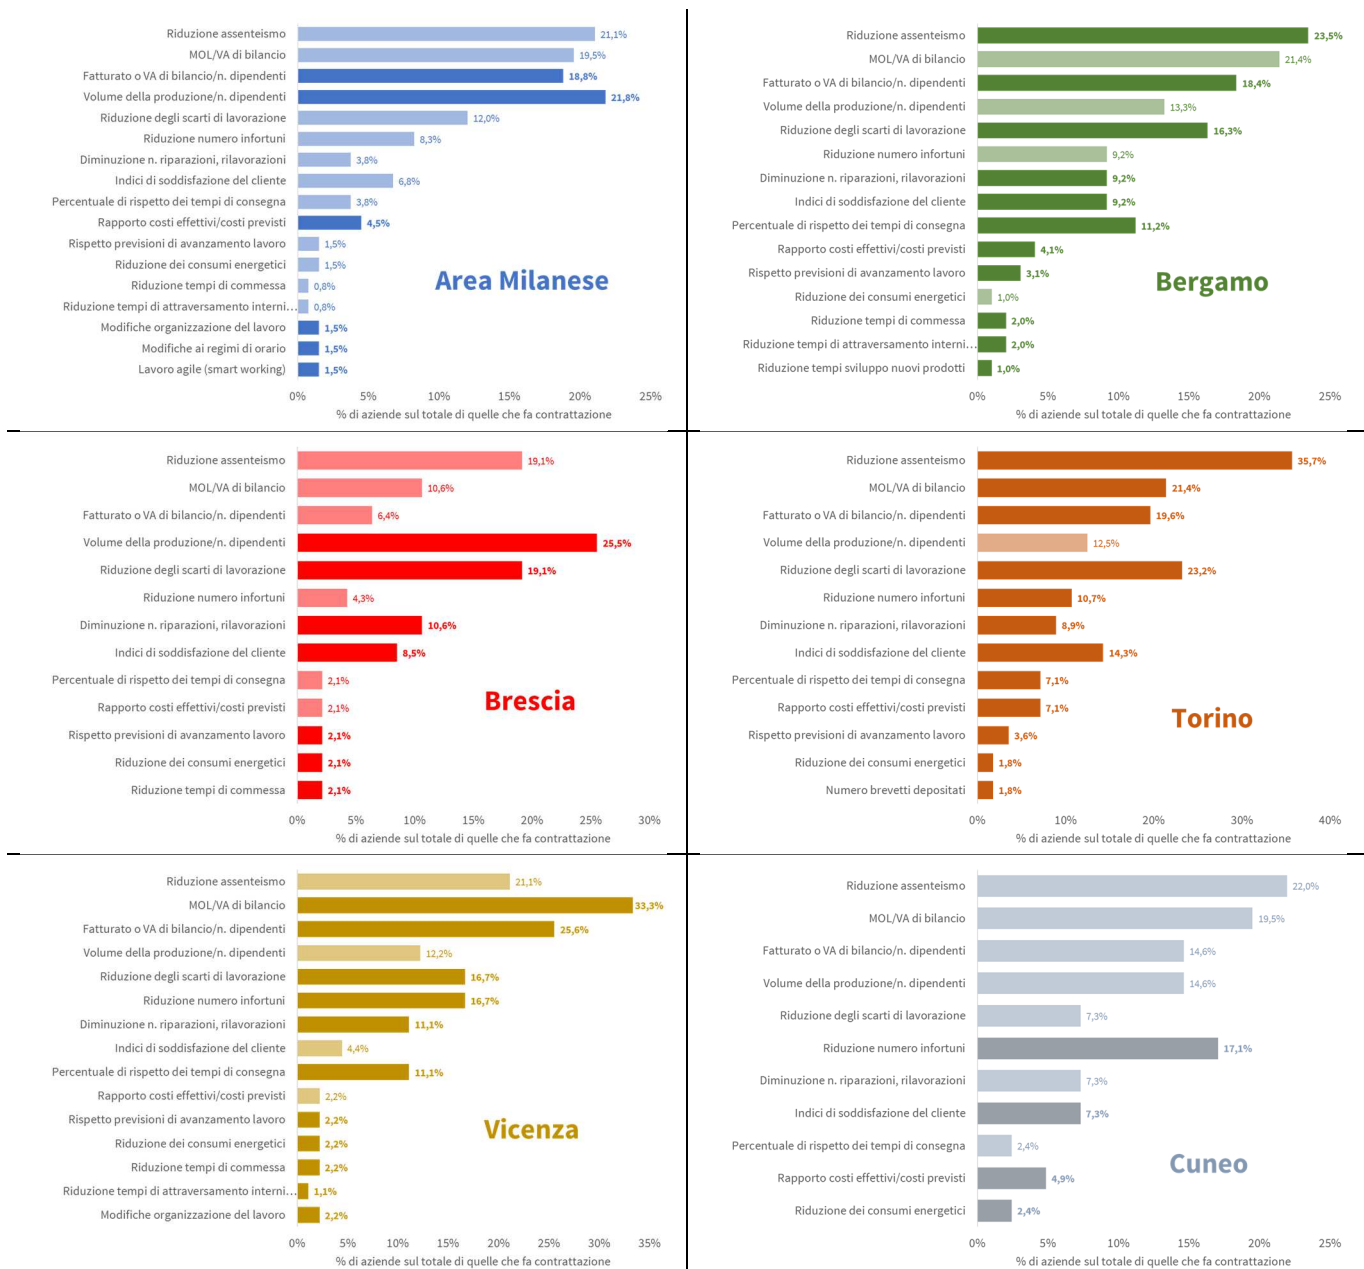 Riduzione assenteismo 21,1%
MOL/VA di bilancio 19,5%
Fatturato o VA di bilancio/n. dipendenti 18,8%
Volume della produzione/n. dipendenti 21,8%
Riduzione degli scarti di lavorazione 12,0%
Riduzione numero infortuni 8,3%
Diminuzione n. riparazioni, rilavorazioni 3,8%
Indici di soddisfazione del cliente 6,8%
Percentuale di rispetto dei tempi di consegna 3,8%
Rapporto costi effettivi/costi previsti 4,5%
Rispetto previsioni di avanzamento lavoro 1,5%
Riduzione dei consumi energetici 1,5%
Riduzione tempi di commessa 0,8%
Riduzione tempi di attraversamento interni… 0,8%
Modifiche organizzazione del lavoro 1,5%
Modifiche ai regimi di orario 1,5%
Lavoro agile (smart working) 1,5%
Area Milanese
0% 5% 10% 15% 20% 25%
% di aziende sul totale di quelle che fa contrattazione
Riduzione assenteismo 23,5%
MOL/VA di bilancio 21,4%
Fatturato o VA di bilancio/n. dipendenti 18,4%
Volume della produzione/n. dipendenti 13,3%
Riduzione degli scarti di lavorazione 16,3%
Riduzione numero infortuni 9,2%
Diminuzione n. riparazioni, rilavorazioni 9,2%
Indici di soddisfazione del cliente 9,2%
Percentuale di rispetto dei tempi di consegna 11,2%
Rapporto costi effettivi/costi previsti 4,1%
Rispetto previsioni di avanzamento lavoro 3,1%
Riduzione dei consumi energetici 1,0%
Riduzione tempi di commessa 2,0%
Riduzione tempi di attraversamento interni… 2,0%
Riduzione tempi sviluppo nuovi prodotti 1,0%
Bergamo
0% 5% 10% 15% 20% 25%
% di aziende sul totale di quelle che fa contrattazione
Riduzione assenteismo 19,1%
MOL/VA di bilancio 10,6%
Fatturato o VA di bilancio/n. dipendenti 6,4%
Volume della produzione/n. dipendenti 25,5%
Riduzione degli scarti di lavorazione 19,1%
Riduzione numero infortuni 4,3%
Diminuzione n. riparazioni, rilavorazioni 10,6%
Indici di soddisfazione del cliente 8,5%
Percentuale di rispetto dei tempi di consegna 2,1%
Rapporto costi effettivi/costi previsti 2,1%
Rispetto previsioni di avanzamento lavoro 2,1%
Riduzione dei consumi energetici 2,1%
Riduzione tempi di commessa 2,1%
Brescia
0% 5% 10% 15% 20% 25% 30%
% di aziende sul totale di quelle che fa contrattazione
Riduzione assenteismo 35,7%
MOL/VA di bilancio 21,4%
Fatturato o VA di bilancio/n. dipendenti 19,6%
Volume della produzione/n. dipendenti 12,5%
Riduzione degli scarti di lavorazione 23,2%
Riduzione numero infortuni 10,7%
Diminuzione n. riparazioni, rilavorazioni 8,9%
Indici di soddisfazione del cliente 14,3%
Percentuale di rispetto dei tempi di consegna 7,1%
Rapporto costi effettivi/costi previsti 7,1%
Rispetto previsioni di avanzamento lavoro 3,6%
Riduzione dei consumi energetici 1,8%
Numero brevetti depositati 1,8%
Torino
0% 10% 20% 30% 40%
% di aziende sul totale di quelle che fa contrattazione
Riduzione assenteismo 21,1%
MOL/VA di bilancio 33,3%
Fatturato o VA di bilancio/n. dipendenti 25,6%
Volume della produzione/n. dipendenti 12,2%
Riduzione degli scarti di lavorazione 16,7%
Riduzione numero infortuni 16,7%
Diminuzione n. riparazioni, rilavorazioni 11,1%
Indici di soddisfazione del cliente 4,4%
Percentuale di rispetto dei tempi di consegna 11,1%
Rapporto costi effettivi/costi previsti 2,2%
Rispetto previsioni di avanzamento lavoro 2,2%
Riduzione dei consumi energetici 2,2%
Riduzione tempi di commessa 2,2%
Riduzione tempi di attraversamento interni… 1,1%
Modifiche organizzazione del lavoro 2,2%
Vicenza
0% 5% 10% 15% 20% 25% 30% 35%
% di aziende sul totale di quelle che fa contrattazione
Riduzione assenteismo 22,0%
MOL/VA di bilancio 19,5%
Fatturato o VA di bilancio/n. dipendenti 14,6%
Volume della produzione/n. dipendenti 14,6%
Riduzione degli scarti di lavorazione 7,3%
Riduzione numero infortuni 17,1%
Diminuzione n. riparazioni, rilavorazioni 7,3%
Indici di soddisfazione del cliente 7,3%
Percentuale di rispetto dei tempi di consegna 2,4%
Rapporto costi effettivi/costi previsti 4,9%
Riduzione dei consumi energetici 2,4%
Cuneo
0% 5% 10% 15% 20% 25%
% di aziende sul totale di quelle che fa contrattazione